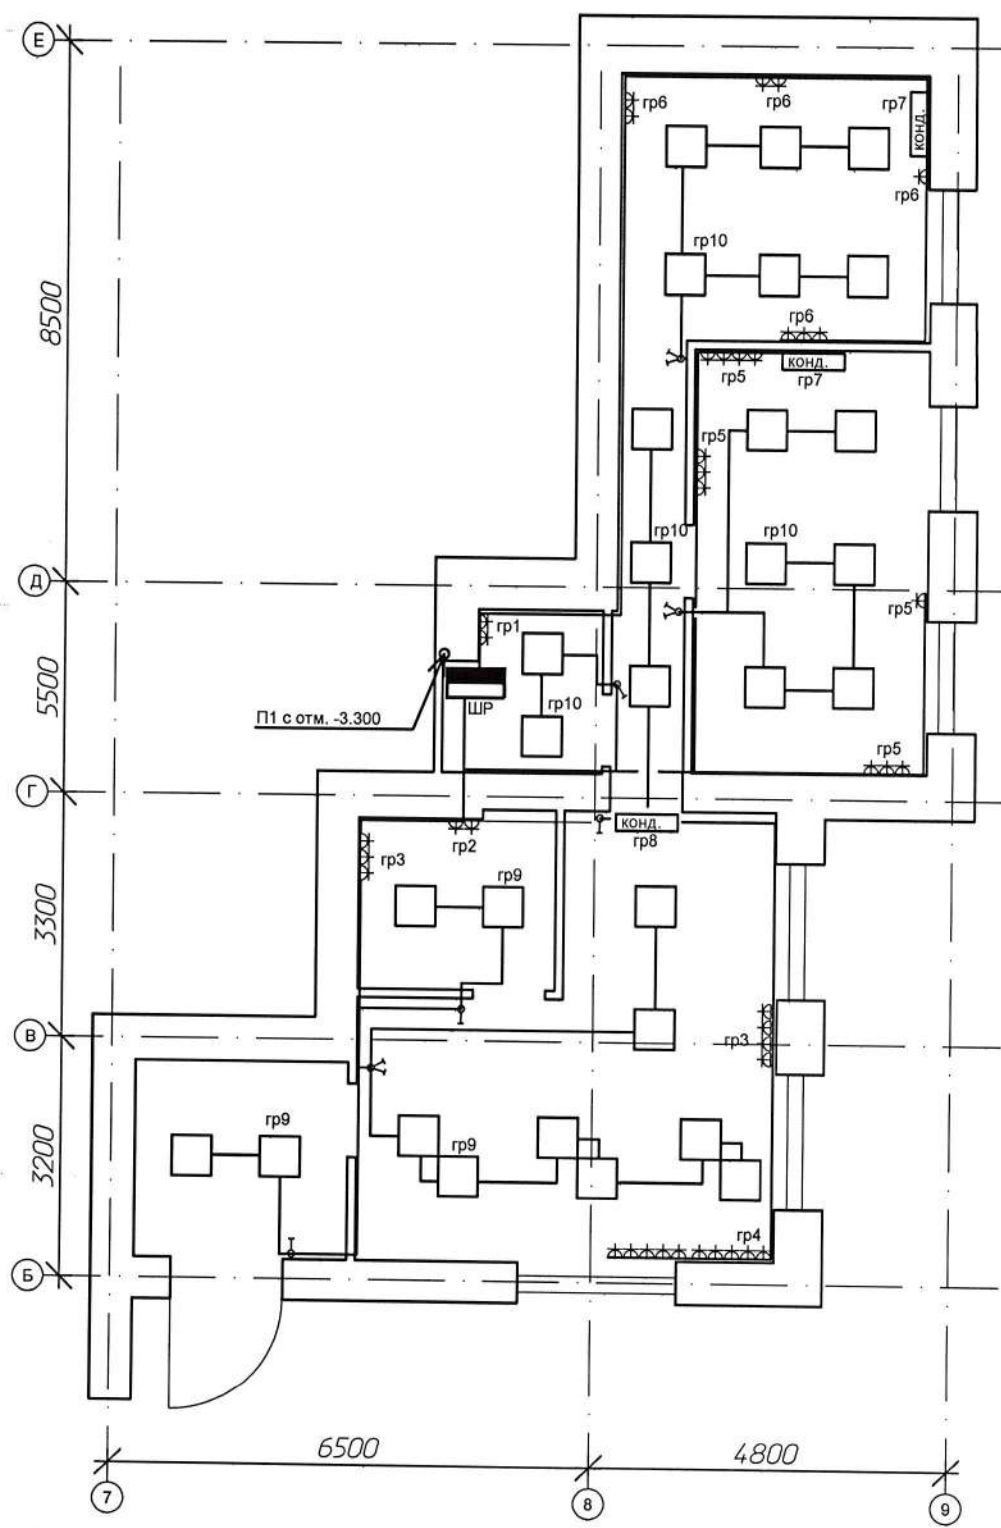 Е
гр6
гр6
гр7
конд.
гр6
гр10
8500
гр6
гр5
конд.
гр7
гр5
гр10
гр10
Д
гр5
гр1
5500
ШР
гр10
П1 с отм. -3.300
гр5
Г
конд.
гр8
гр2
гр3
гр9
3300
В
гр3
гр9
гр9
3200
гр4
Б
6500
4800
7
8
9